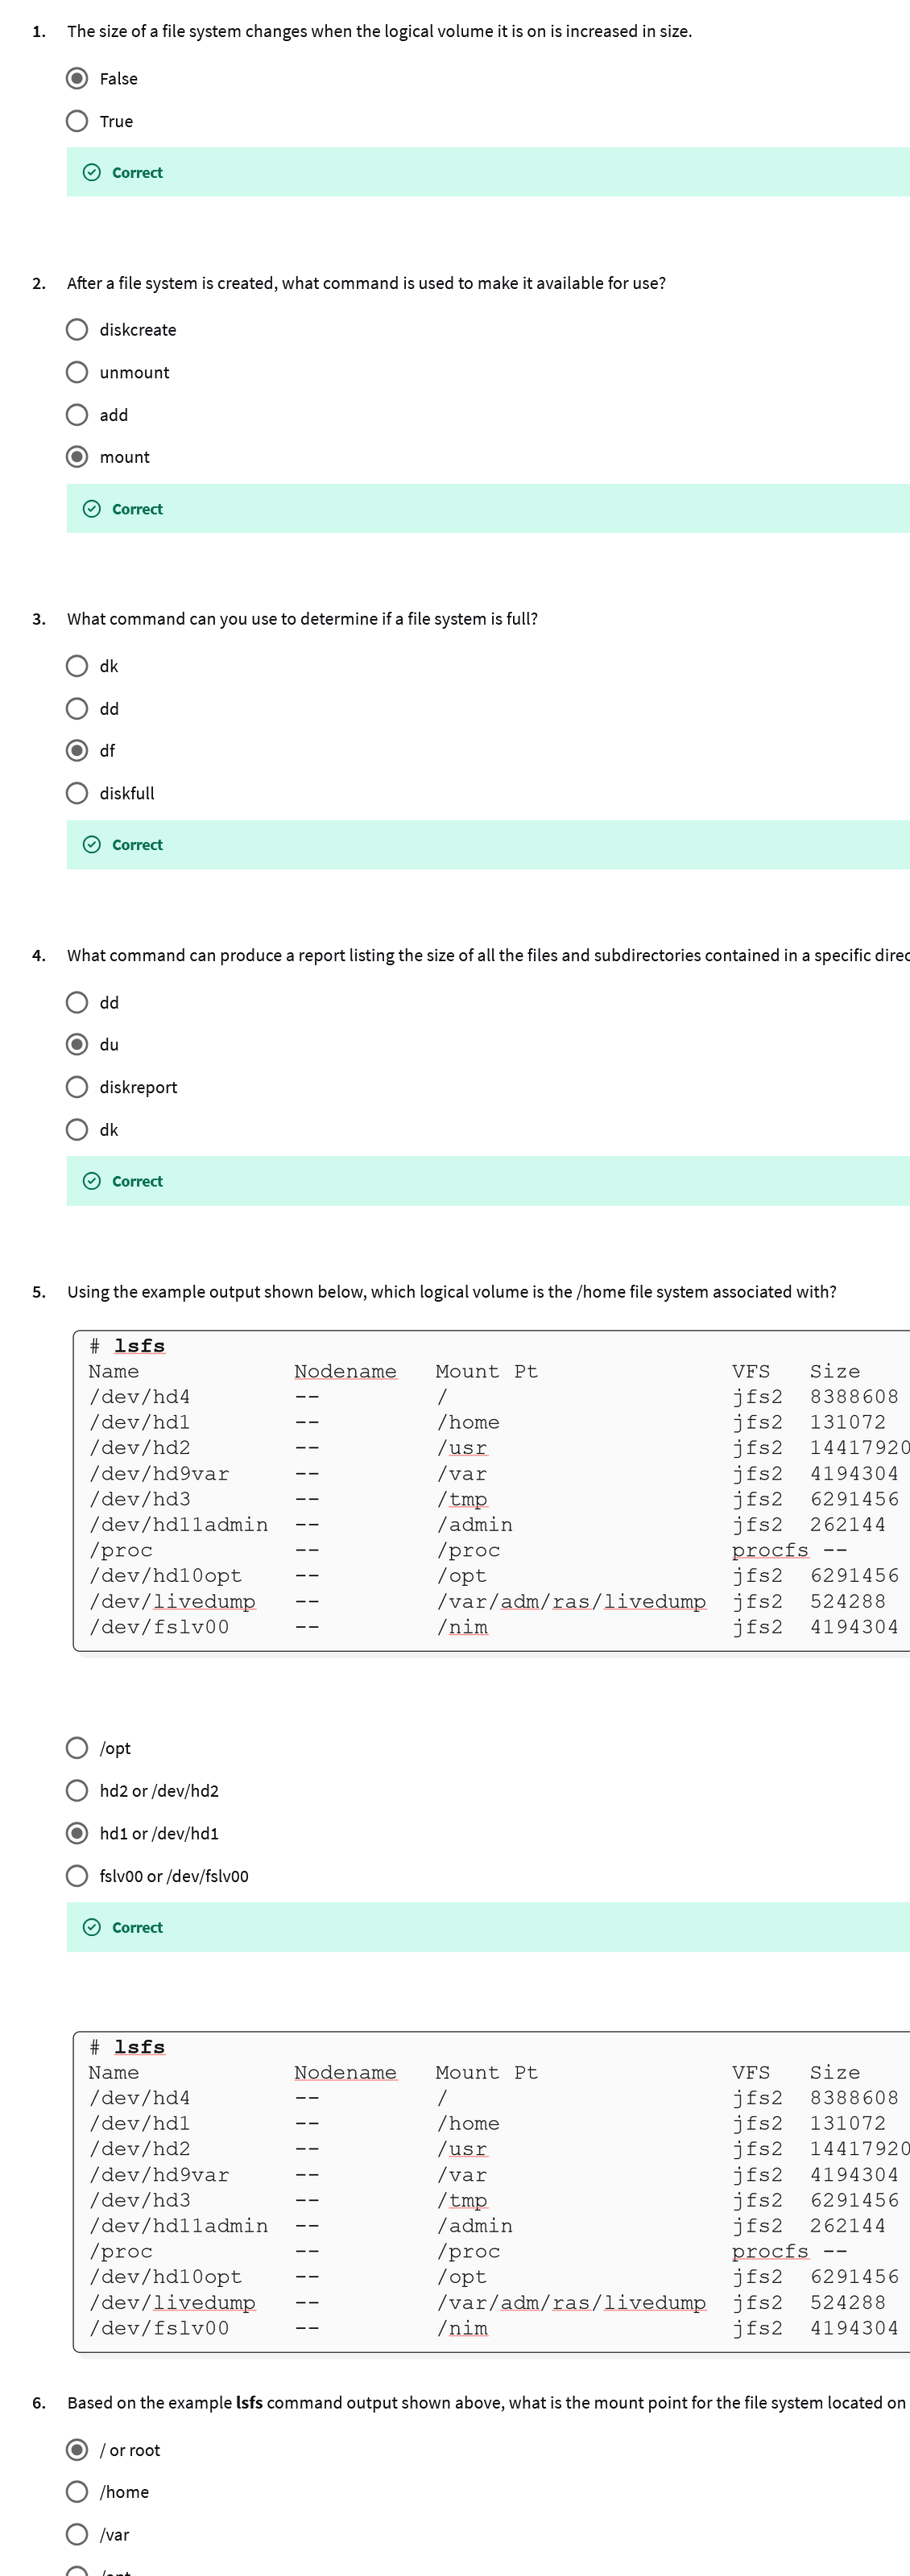 1. The size of a file system changes when the logical volume it is on is increased in size.
False
True
Correct
2. After a file system is created, what command is used to make it available for use?
diskcreate
unmount
add
mount
Correct
3. What command can you use to determine if a file system is full?
dk
dd
df
diskfull
Correct
4. What command can produce a report listing the size of all the files and subdirectories contained in a specific direc
dd
du
diskreport
dk
Correct
5. Using the example output shown below, which logical volume is the /home file system associated with?
# lsfs
Name Nodename Mount Pt VFS Size
/dev/hd4 -- / jfs2 8388608
/dev/hd1 -- /home jfs2 131072
/dev/hd2 -- /usr jfs2 14417920
/dev/hd9var -- /var jfs2 4194304
/dev/hd3 -- /tmp jfs2 6291456
/dev/hd11admin -- /admin jfs2 262144
/proc -- /proc procfs --
/dev/hd10opt -- /opt jfs2 6291456
/dev/livedump -- /var/adm/ras/livedump jfs2 524288
/dev/fslv00 -- /nim jfs2 4194304
/opt
hd2 or /dev/hd2
hd1 or /dev/hd1
fslv00 or /dev/fslv00
Correct
# lsfs
Name Nodename Mount Pt VFS Size
/dev/hd4 -- / jfs2 8388608
/dev/hd1 -- /home jfs2 131072
/dev/hd2 -- /usr jfs2 14417920
/dev/hd9var -- /var jfs2 4194304
/dev/hd3 -- /tmp jfs2 6291456
/dev/hd11admin -- /admin jfs2 262144
/proc -- /proc procfs --
/dev/hd10opt -- /opt jfs2 6291456
/dev/livedump -- /var/adm/ras/livedump jfs2 524288
/dev/fslv00 -- /nim jfs2 4194304
6. Based on the example lsfs command output shown above, what is the mount point for the file system located on
/ or root
/home
/var